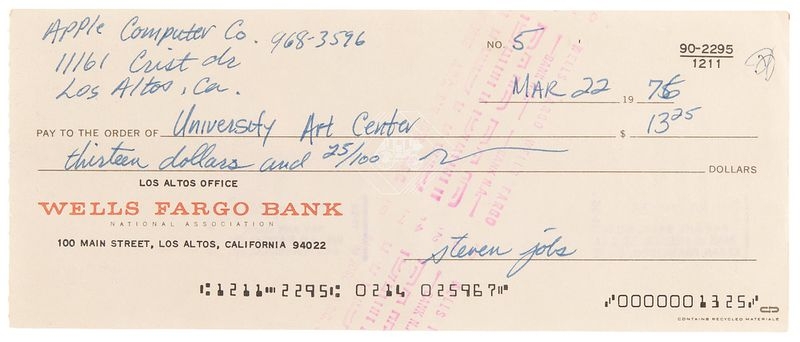 Apple Computer Co. 968-3596
11161 Crist dr
Los Altos, Ca.
NO. 5
90-2295
1211
MAR 22 19 76
PAY TO THE ORDER OF University Art Center $ 13 25
thirteen dollars and 25/100 DOLLARS
LOS ALTOS OFFICE
WELLS FARGO BANK
NATIONAL ASSOCIATION
100 MAIN STREET, LOS ALTOS, CALIFORNIA 94022
steven jobs
⑆1211⑉2295⑆ 0214 025967⑈ ⑇0000001325⑇
CONTAINS RECYCLED MATERIALS